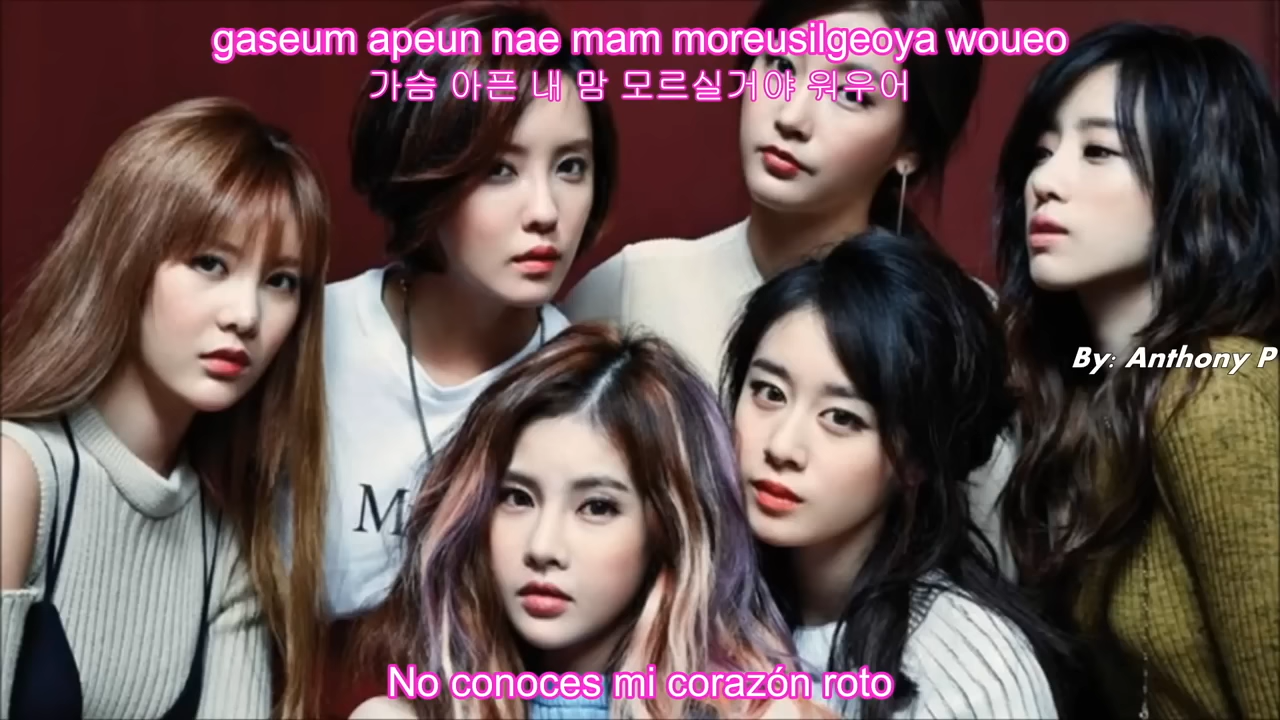 gaseum apeun nae mam moreusilgeoya woueo
가슴 아픈 내 맘 모르실거야 워우어
By: Anthony P
M
No conoces mi corazón roto